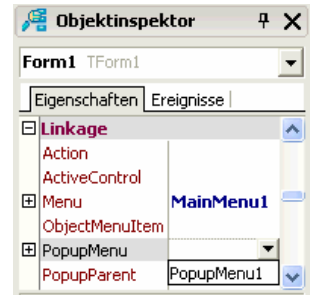 Objektinspektor
Form1 TForm1
Eigenschaften Ereignisse
Linkage
Action
ActiveControl
Menu MainMenu1
ObjectMenuItem
PopupMenu
PopupParent PopupMenu1